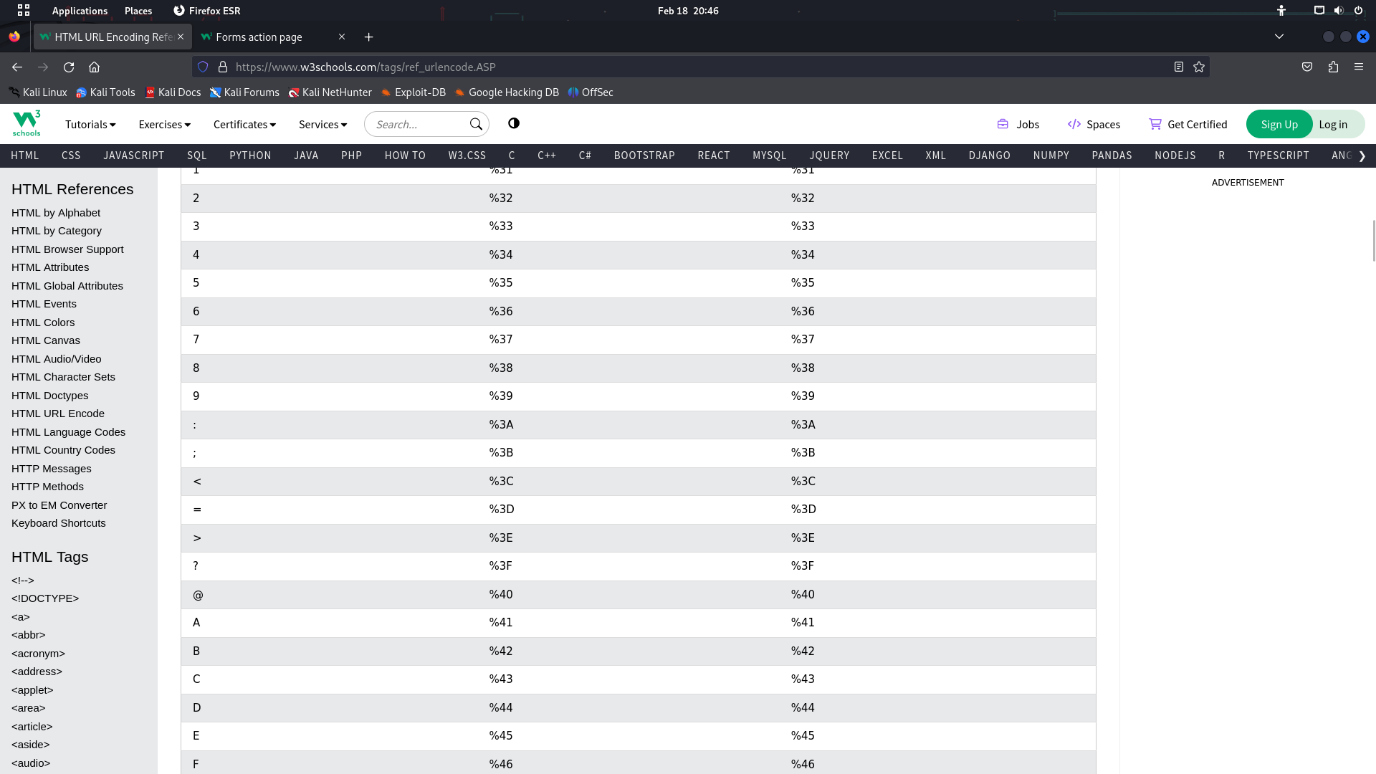 Applications Places Firefox ESR Feb 18 20:46
HTML URL Encoding Refe Forms action page
https://www.w3schools.com/tags/ref_urlencode.ASP
Kali Linux Kali Tools Kali Docs Kali Forums Kali NetHunter Exploit-DB Google Hacking DB OffSec
W3 schools Tutorials Exercises Certificates Services Search... Jobs Spaces Get Certified Sign Up Log in
HTML CSS JAVASCRIPT SQL PYTHON JAVA PHP HOW TO W3.CSS C C++ C# BOOTSTRAP REACT MYSQL JQUERY EXCEL XML DJANGO NUMPY PANDAS NODEJS R TYPESCRIPT ANG
HTML References
HTML by Alphabet
HTML by Category
HTML Browser Support
HTML Attributes
HTML Global Attributes
HTML Events
HTML Colors
HTML Canvas
HTML Audio/Video
HTML Character Sets
HTML Doctypes
HTML URL Encode
HTML Language Codes
HTML Country Codes
HTTP Messages
HTTP Methods
PX to EM Converter
Keyboard Shortcuts
HTML Tags
<!-->
<!DOCTYPE>
<a>
<abbr>
<acronym>
<address>
<applet>
<area>
<article>
<aside>
<audio>
1 %31 %31
2 %32 %32
3 %33 %33
4 %34 %34
5 %35 %35
6 %36 %36
7 %37 %37
8 %38 %38
9 %39 %39
: %3A %3A
; %3B %3B
< %3C %3C
= %3D %3D
> %3E %3E
? %3F %3F
@ %40 %40
A %41 %41
B %42 %42
C %43 %43
D %44 %44
E %45 %45
F %46 %46
ADVERTISEMENT